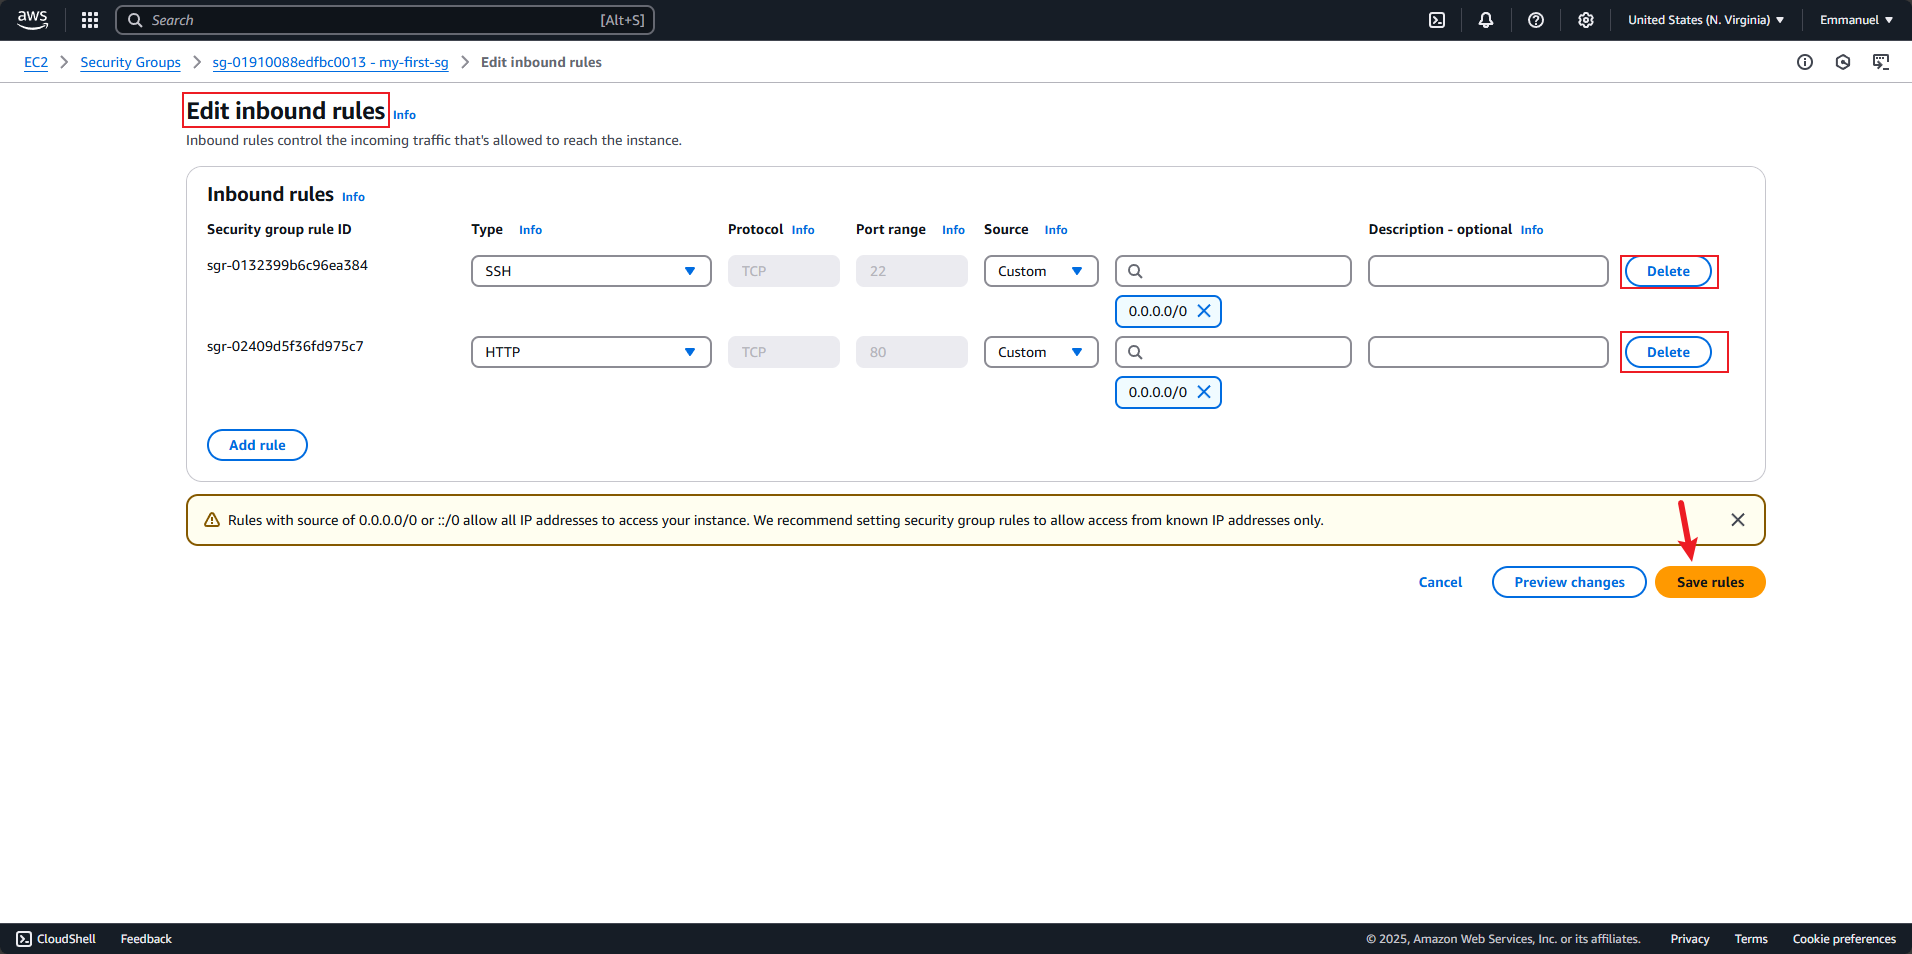 aws Search [Alt+S] United States (N. Virginia) Emmanuel
EC2 Security Groups sg-01910088edfbc0013 - my-first-sg Edit inbound rules
Edit inbound rules Info
Inbound rules control the incoming traffic that's allowed to reach the instance.
Inbound rules Info
Security group rule ID Type Info Protocol Info Port range Info Source Info Description - optional Info
sgr-0132399b6c96ea384 SSH TCP 22 Custom Delete
0.0.0.0/0
sgr-02409d5f36fd975c7 HTTP TCP 80 Custom Delete
0.0.0.0/0
Add rule
Rules with source of 0.0.0.0/0 or ::/0 allow all IP addresses to access your instance. We recommend setting security group rules to allow access from known IP addresses only.
Cancel Preview changes Save rules
CloudShell Feedback © 2025, Amazon Web Services, Inc. or its affiliates. Privacy Terms Cookie preferences